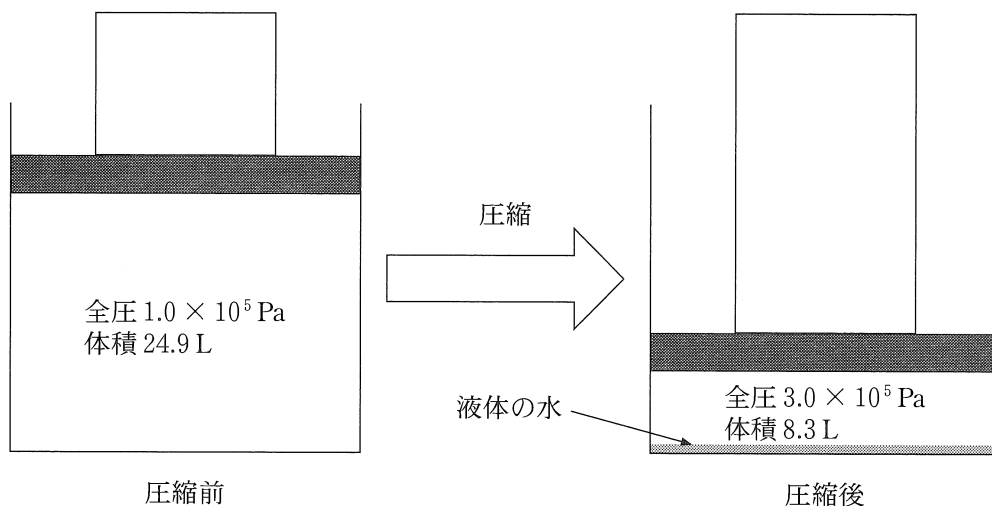 圧縮
全圧 1.0 × 10⁵ Pa
体積 24.9 L
全圧 3.0 × 10⁵ Pa
体積 8.3 L
液体の水
圧縮前
圧縮後